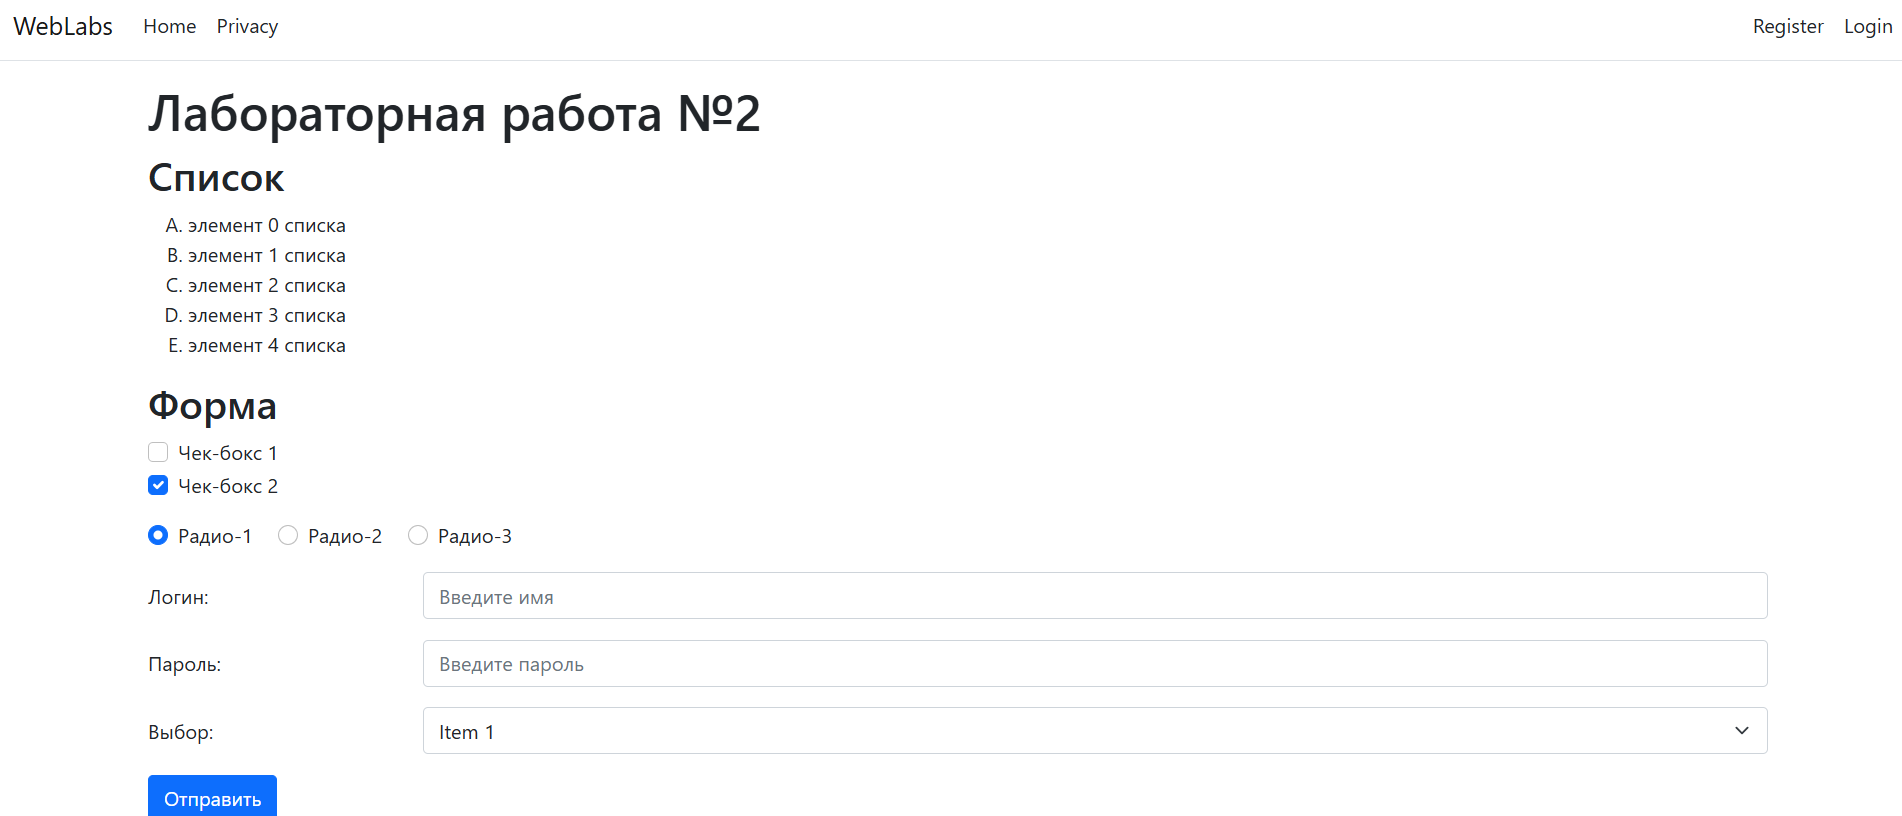 WebLabs Home Privacy Register Login
Лабораторная работа №2
Список
A. элемент 0 списка
B. элемент 1 списка
C. элемент 2 списка
D. элемент 3 списка
E. элемент 4 списка
Форма
Чек-бокс 1
Чек-бокс 2
Радио-1 Радио-2 Радио-3
Логин: Введите имя
Пароль: Введите пароль
Выбор: Item 1
Отправить